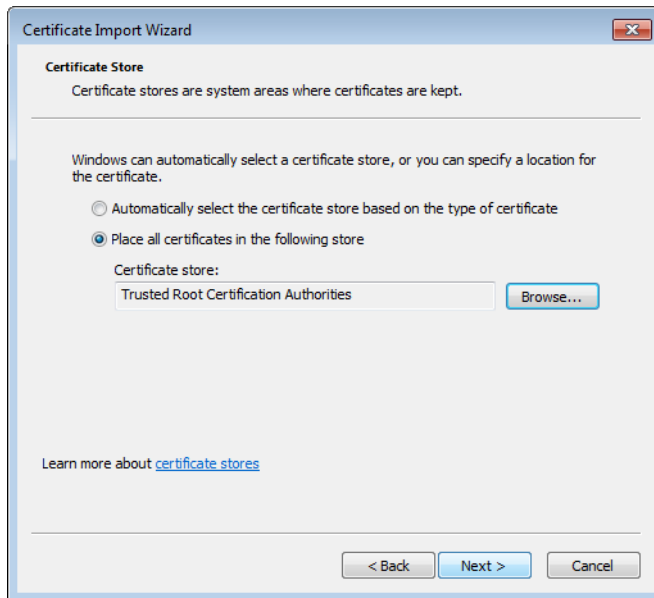 Certificate Import Wizard
Certificate Store
Certificate stores are system areas where certificates are kept.
Windows can automatically select a certificate store, or you can specify a location for
the certificate.
Automatically select the certificate store based on the type of certificate
Place all certificates in the following store
Certificate store:
Trusted Root Certification Authorities
Browse...
Learn more about certificate stores
< Back
Next >
Cancel